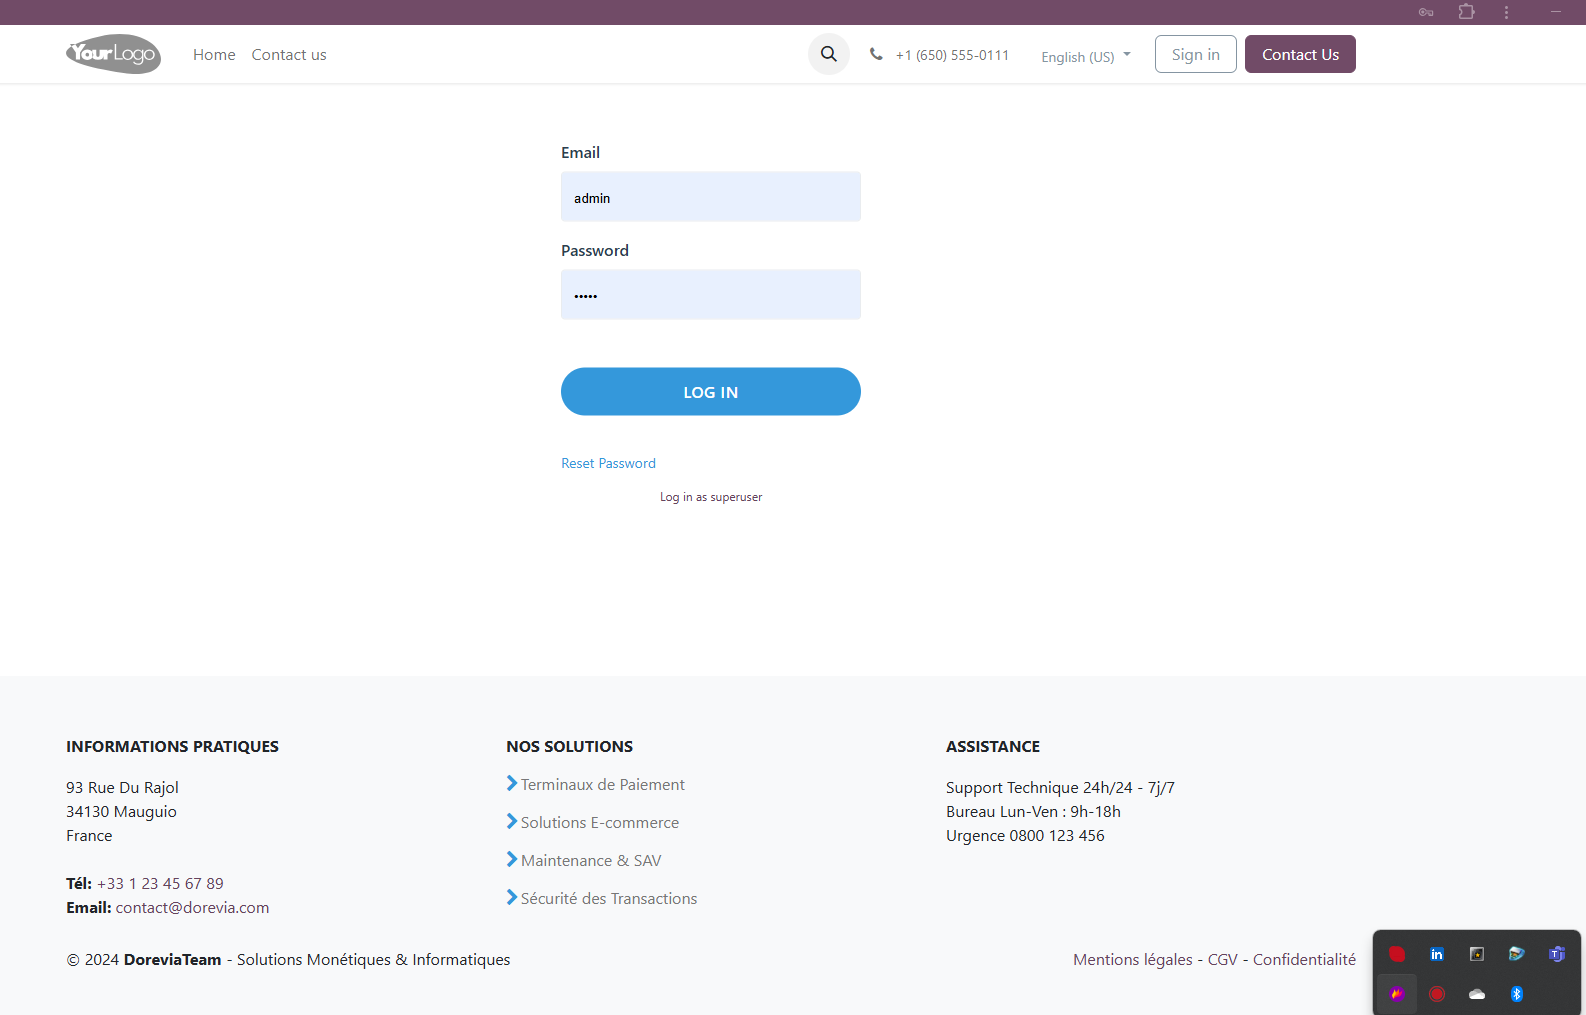 YourLogo
Home
Contact us
+1 (650) 555-0111
English (US)
Sign in
Contact Us
Email
admin
Password
•••••
LOG IN
Reset Password
Log in as superuser
INFORMATIONS PRATIQUES
93 Rue Du Rajol
34130 Mauguio
France
Tél: +33 1 23 45 67 89
Email: contact@dorevia.com
NOS SOLUTIONS
Terminaux de Paiement
Solutions E-commerce
Maintenance & SAV
Sécurité des Transactions
ASSISTANCE
Support Technique 24h/24 - 7j/7
Bureau Lun-Ven : 9h-18h
Urgence 0800 123 456
© 2024 DoreviaTeam - Solutions Monétiques & Informatiques
Mentions légales - CGV - Confidentialité
in
T